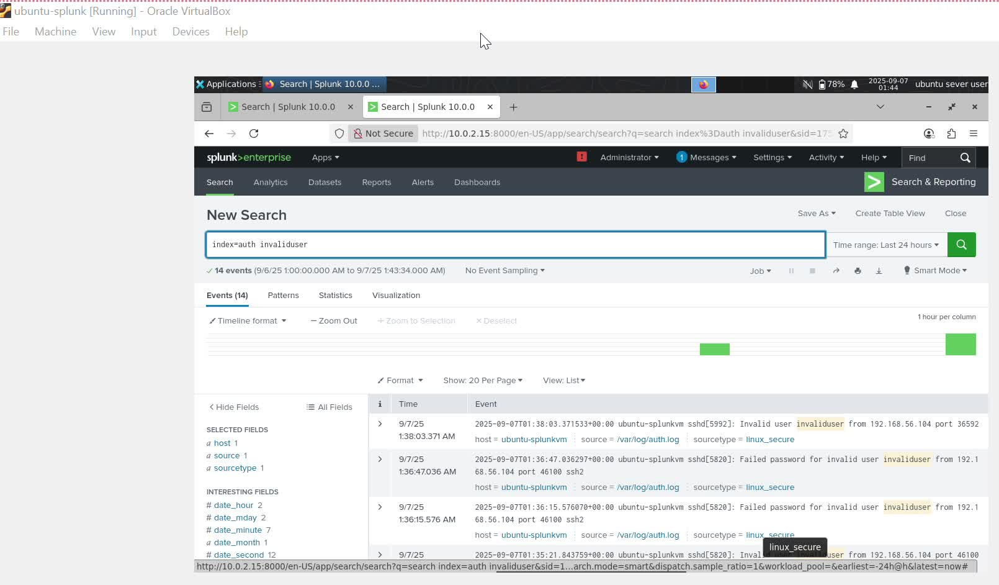 ubuntu-splunk [Running] - Oracle VirtualBox
File Machine View Input Devices Help
Applications Search | Splunk 10.0.0 ... 78% 2025-09-07 01:44 ubuntu sever user
Search | Splunk 10.0.0 Search | Splunk 10.0.0
Not Secure http://10.0.2.15:8000/en-US/app/search/search?q=search index%3Dauth invaliduser&sid=175
splunk>enterprise Apps Administrator 1 Messages Settings Activity Help Find
Search Analytics Datasets Reports Alerts Dashboards Search & Reporting
New Search Save As Create Table View Close
index=auth invaliduser Time range: Last 24 hours
14 events (9/6/25 1:00:00.000 AM to 9/7/25 1:43:34.000 AM) No Event Sampling Job Smart Mode
Events (14) Patterns Statistics Visualization
Timeline format Zoom Out Zoom to Selection Deselect 1 hour per column
Format Show: 20 Per Page View: List
Hide Fields All Fields
SELECTED FIELDS
a host 1
a source 1
a sourcetype 1
INTERESTING FIELDS
# date_hour 2
# date_mday 2
# date_minute 7
a date_month 1
# date_second 12
i Time Event
9/7/25 1:38:03.371 AM
2025-09-07T01:38:03.371533+00:00 ubuntu-splunkvm sshd[5992]: Invalid user invaliduser from 192.168.56.104 port 36592
host = ubuntu-splunkvm source = /var/log/auth.log sourcetype = linux_secure
9/7/25 1:36:47.036 AM
2025-09-07T01:36:47.036297+00:00 ubuntu-splunkvm sshd[5820]: Failed password for invalid user invaliduser from 192.1
68.56.104 port 46100 ssh2
host = ubuntu-splunkvm source = /var/log/auth.log sourcetype = linux_secure
9/7/25 1:36:15.576 AM
2025-09-07T01:36:15.576070+00:00 ubuntu-splunkvm sshd[5820]: Failed password for invalid user invaliduser from 192.1
68.56.104 port 46100 ssh2
host = ubuntu-splunkvm source = /var/log/auth.log sourcetype = linux_secure
linux_secure
9/7/25
2025-09-07T01:35:21.843759+00:00 ubuntu-splunkvm sshd[5820]: from 192.168.56.104 port 46100
http://10.0.2.15:8000/en-US/app/search/search?q=search index=auth invaliduser&sid=1...arch.mode=smart&dispatch.sample_ratio=1&workload_pool=&earliest=-24h@h&latest=now#